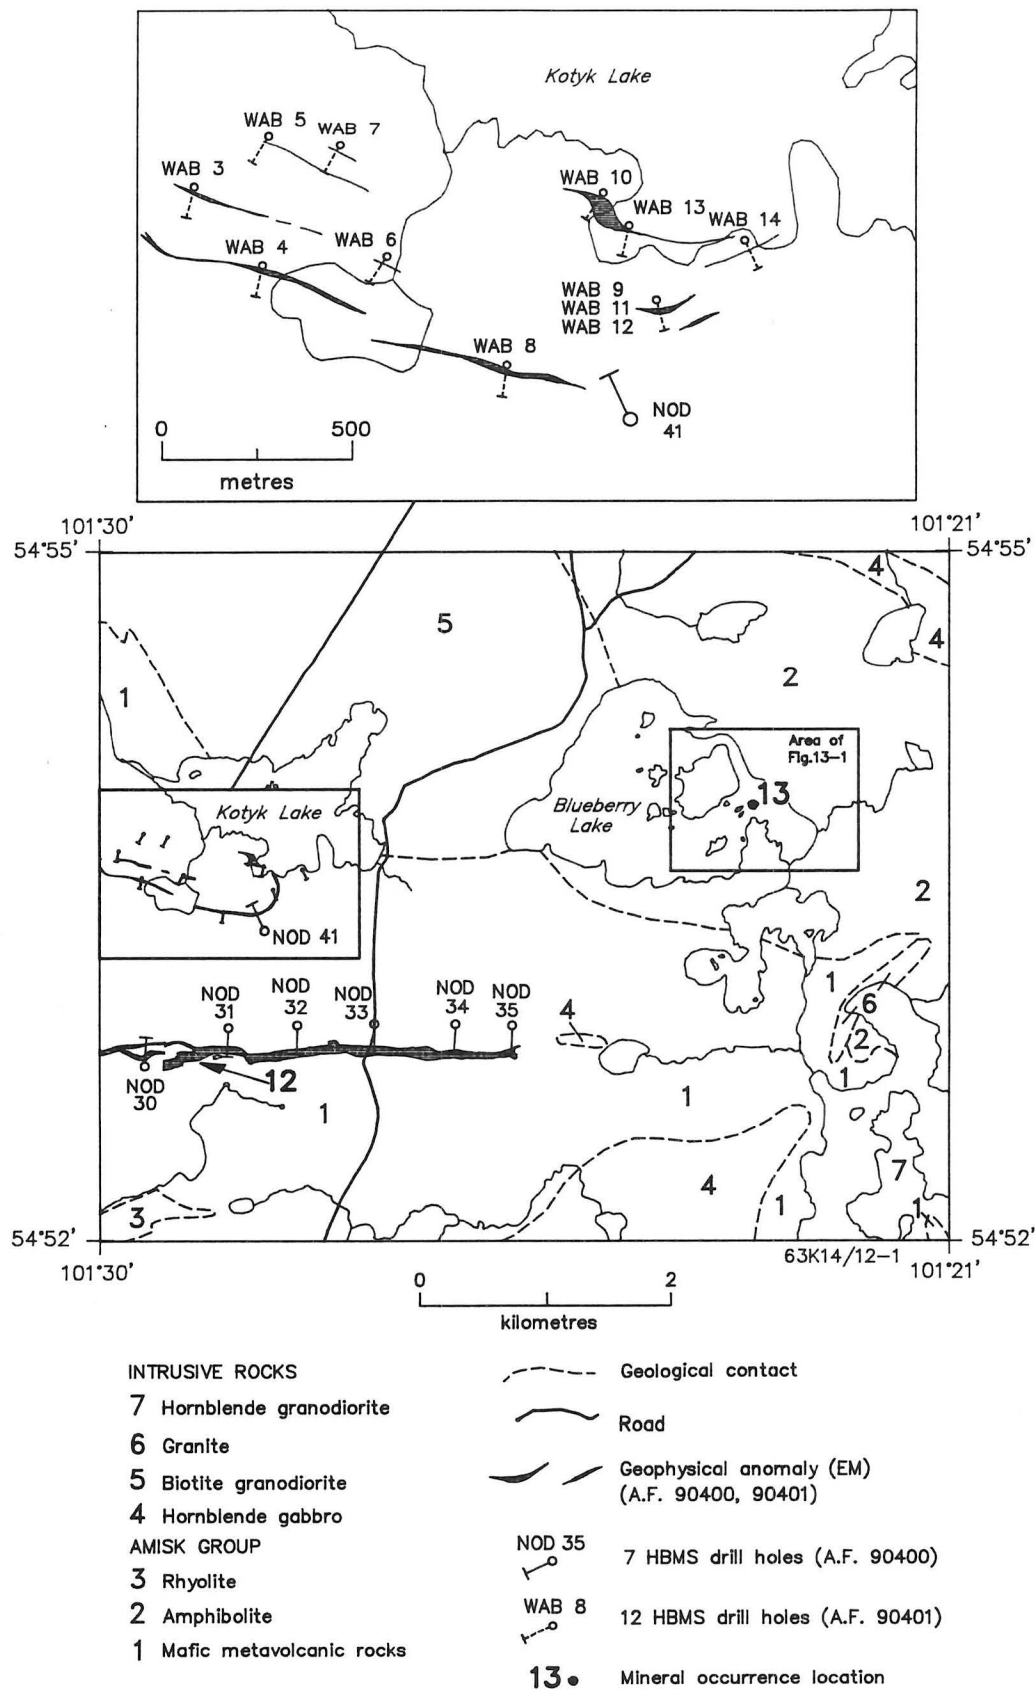 Kotyk Lake
WAB 5
WAB 7
WAB 3
WAB 10
WAB 13
WAB 14
WAB 4
WAB 6
WAB 9
WAB 11
WAB 12
WAB 8
NOD
41
0 500
metres
101°30' 101°21'
54°55' 54°55'
4
5
4
2
1
Area of
Fig.13-1
Kotyk Lake
13
Blueberry
Lake
2
NOD 41
1
NOD
31
NOD
32
NOD
33
NOD
34
NOD
35
4
6
2
NOD
30
12
1
1
1
7
4
3
1
1
54°52' 54°52'
63K14/12-1
101°30' 101°21'
0 2
kilometres
INTRUSIVE ROCKS
7 Hornblende granodiorite
6 Granite
5 Biotite granodiorite
4 Hornblende gabbro
AMISK GROUP
3 Rhyolite
2 Amphibolite
1 Mafic metavolcanic rocks
Geological contact
Road
Geophysical anomaly (EM)
(A.F. 90400, 90401)
NOD 35
7 HBMS drill holes (A.F. 90400)
WAB 8
12 HBMS drill holes (A.F. 90401)
13 Mineral occurrence location